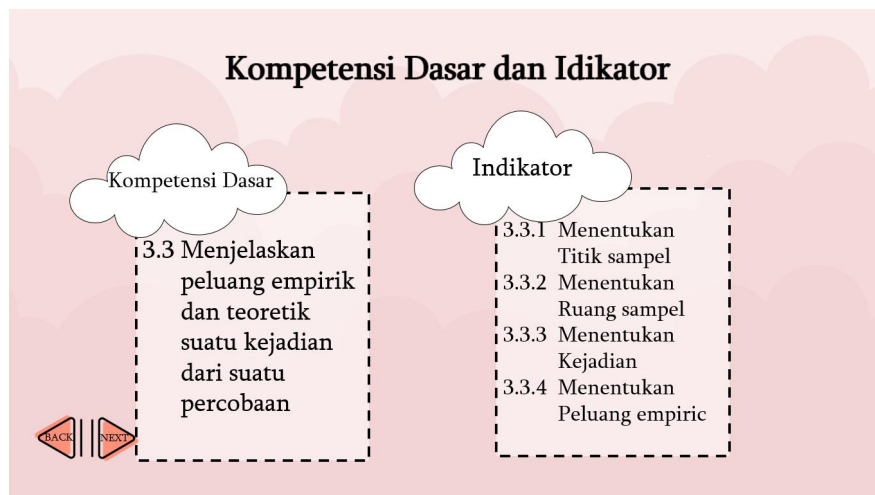 Kompetensi Dasar dan Idikator
Kompetensi Dasar
3.3 Menjelaskan
peluang empirik
dan teoretik
suatu kejadian
dari suatu
percobaan
Indikator
3.3.1 Menentukan
Titik sampel
3.3.2 Menentukan
Ruang sampel
3.3.3 Menentukan
Kejadian
3.3.4 Menentukan
Peluang empiric
BACK
NEXT